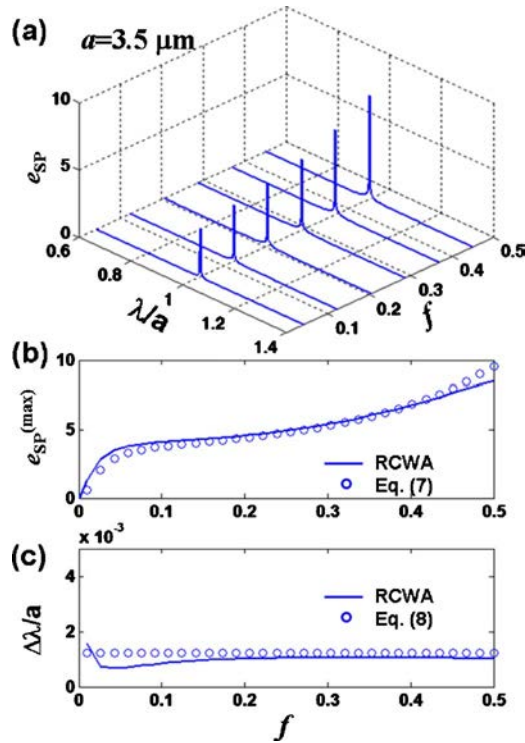 (a)
a=3.5 μm
10
5
0
e_SP
0.6
0.8
1
1.2
1.4
λ/a
0.1
0.2
0.3
0.4
0.5
f
(b)
10
5
0
e_SP^(max)
RCWA
Eq. (7)
0 0.1 0.2 0.3 0.4 0.5
x 10^-3
(c)
4
2
0
Δλ/a
RCWA
Eq. (8)
0 0.1 0.2 0.3 0.4 0.5
f